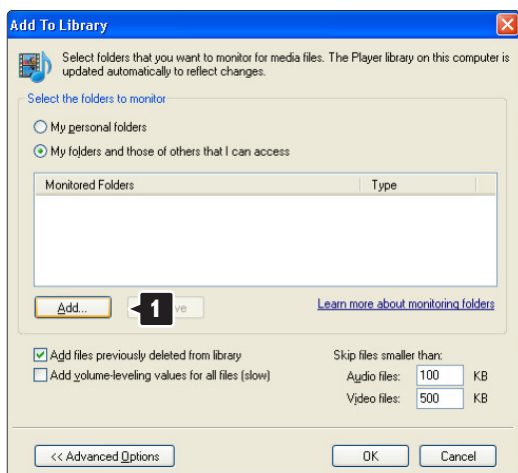 Add To Library
Select folders that you want to monitor for media files. The Player library on this computer is
updated automatically to reflect changes.
Select the folders to monitor
My personal folders
My folders and those of others that I can access
Monitored Folders Type
Add... 1 Learn more about monitoring folders
Add files previously deleted from library Skip files smaller than:
Add volume-leveling values for all files (slow) Audio files: 100 KB
Video files: 500 KB
<< Advanced Options OK Cancel